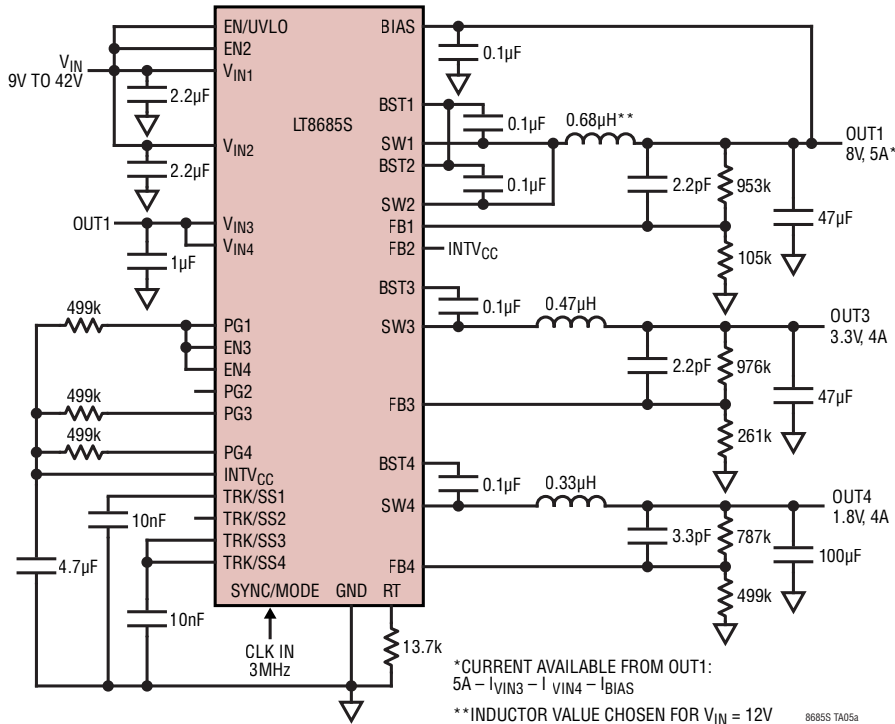 EN/UVLO
EN2
VIN
9V TO 42V
VIN1
2.2µF
VIN2
2.2µF
OUT1
VIN3
VIN4
1µF
499k
PG1
EN3
EN4
PG2
499k
PG3
499k
PG4
INTVCC
TRK/SS1
10nF
TRK/SS2
TRK/SS3
4.7µF
TRK/SS4
10nF
SYNC/MODE
GND
RT
CLK IN
3MHz
13.7k
LT8685S
BIAS
0.1µF
BST1
0.1µF
0.68µH**
SW1
OUT1
8V, 5A*
BST2
0.1µF
2.2pF
953k
SW2
47µF
FB1
FB2
INTVCC
105k
BST3
0.1µF
0.47µH
SW3
OUT3
3.3V, 4A
2.2pF
976k
47µF
FB3
261k
BST4
0.1µF
0.33µH
SW4
OUT4
1.8V, 4A
3.3pF
787k
100µF
FB4
499k
*CURRENT AVAILABLE FROM OUT1:
5A – IVIN3 – I VIN4 – IBIAS
**INDUCTOR VALUE CHOSEN FOR VIN = 12V
8685S TA05a